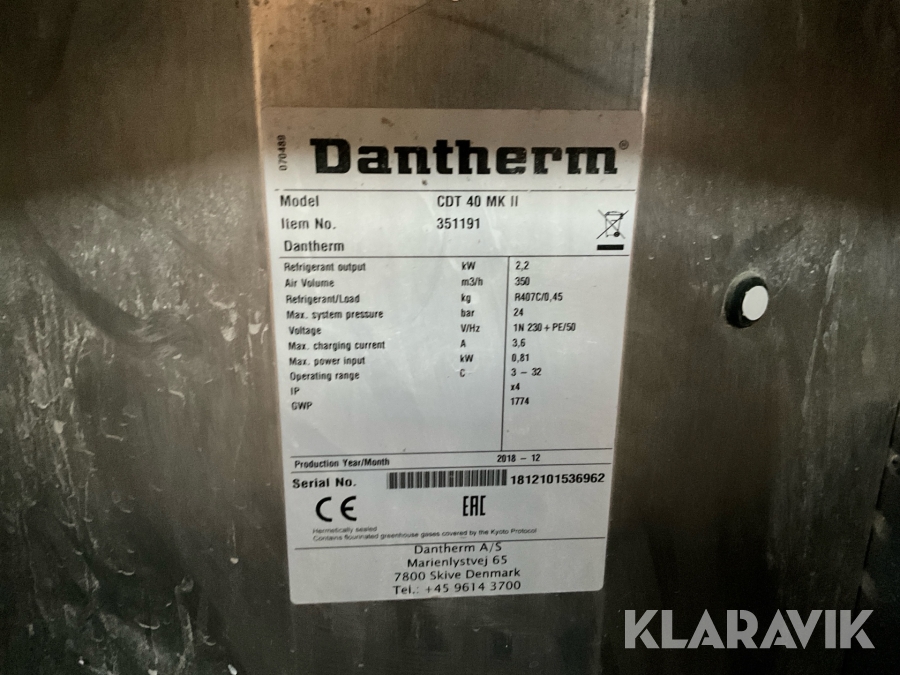 070489
Dantherm®
Model CDT 40 MK II
Item No. 351191
Dantherm
Refrigerant output kW 2,2
Air Volume m3/h 350
Refrigerant/Load kg R407C/0,45
Max. system pressure bar 24
Voltage V/Hz 1N 230 + PE/50
Max. charging current A 3,6
Max. power input kW 0,81
Operating range C 3 – 32
IP x4
GWP 1774
Production Year/Month 2018 – 12
Serial No. 1812101536962
CE EAC
Hermetically sealed
Contains flourinated greenhouse gases covered by the Kyoto Protocol
Dantherm A/S
Marienlystvej 65
7800 Skive Denmark
Tel.: +45 9614 3700
KLARAVIK